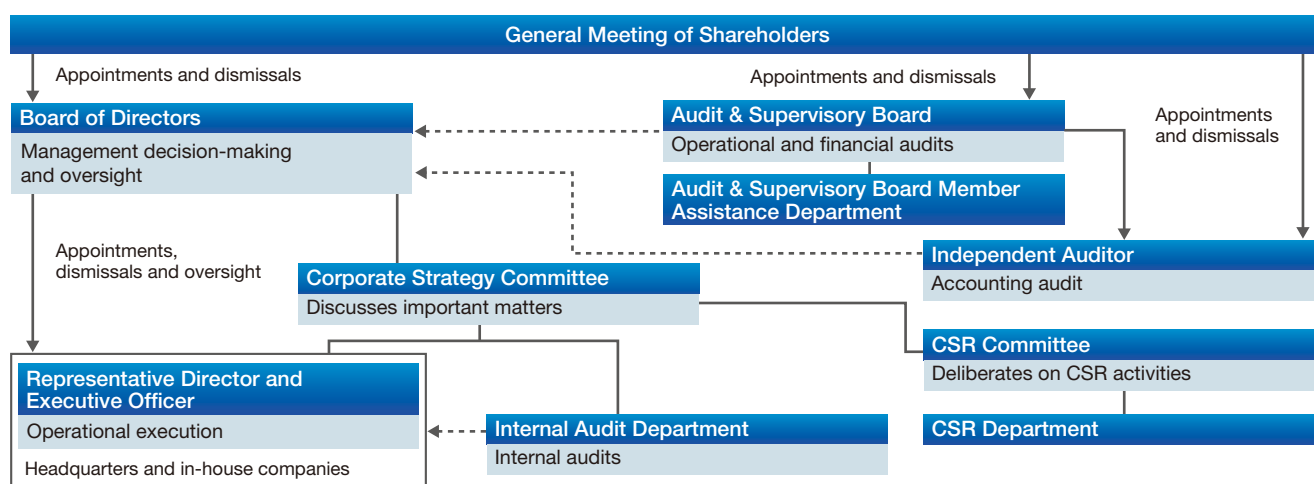 General Meeting of Shareholders
Appointments and dismissals
Appointments and dismissals
Appointments
and dismissals
Board of Directors
Management decision-making
and oversight
Audit & Supervisory Board
Operational and financial audits
Audit & Supervisory Board Member
Assistance Department
Appointments,
dismissals and oversight
Independent Auditor
Accounting audit
Corporate Strategy Committee
Discusses important matters
CSR Committee
Deliberates on CSR activities
CSR Department
Representative Director and
Executive Officer
Operational execution
Headquarters and in-house companies
Internal Audit Department
Internal audits